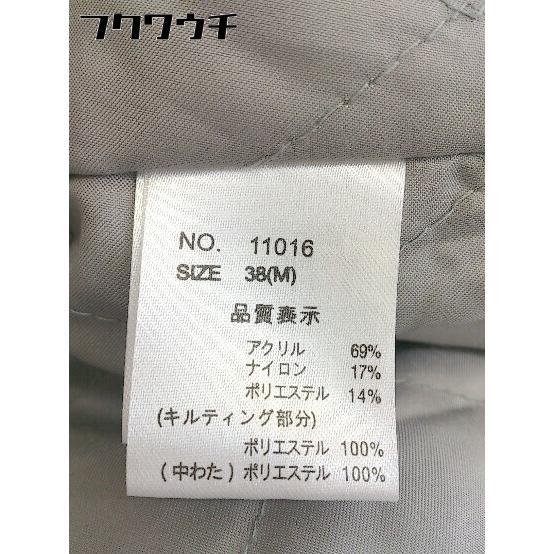 フクワウチ
NO. 11016
SIZE 38(M)
品質表示
アクリル 69%
ナイロン 17%
ポリエステル 14%
(キルティング部分)
ポリエステル 100%
(中わた) ポリエステル 100%